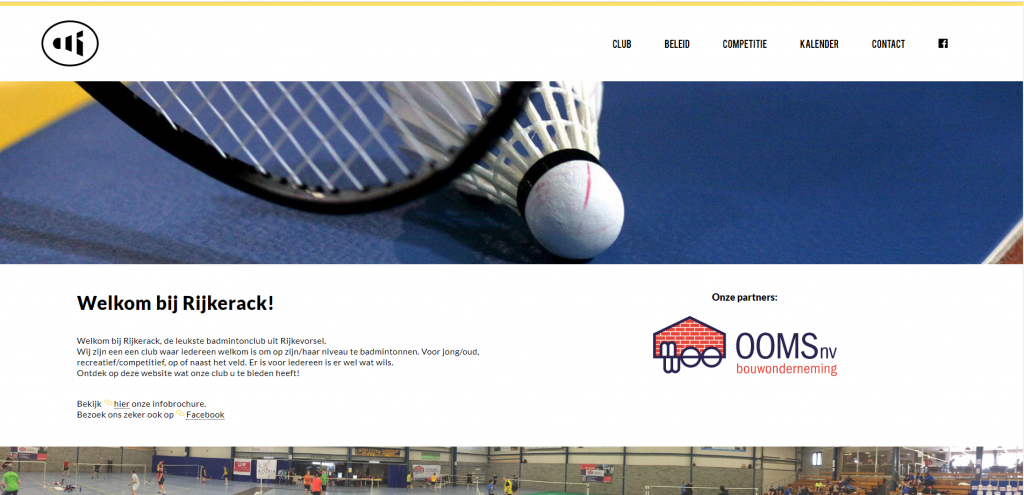 CLUB BELEID COMPETITIE KALENDER CONTACT
Welkom bij Rijkerack!
Welkom bij Rijkerack, de leukste badmintonclub uit Rijkevorsel.
Wij zijn een een club waar iedereen welkom is om op zijn/haar niveau te badmintonnen. Voor jong/oud,
recreatief/competitief, op of naast het veld. Er is voor iedereen is er wel wat wils.
Ontdek op deze website wat onze club u te bieden heeft!
Bekijk hier onze infobrochure.
Bezoek ons zeker ook op Facebook
Onze partners:
OOMS nv
bouwonderneming